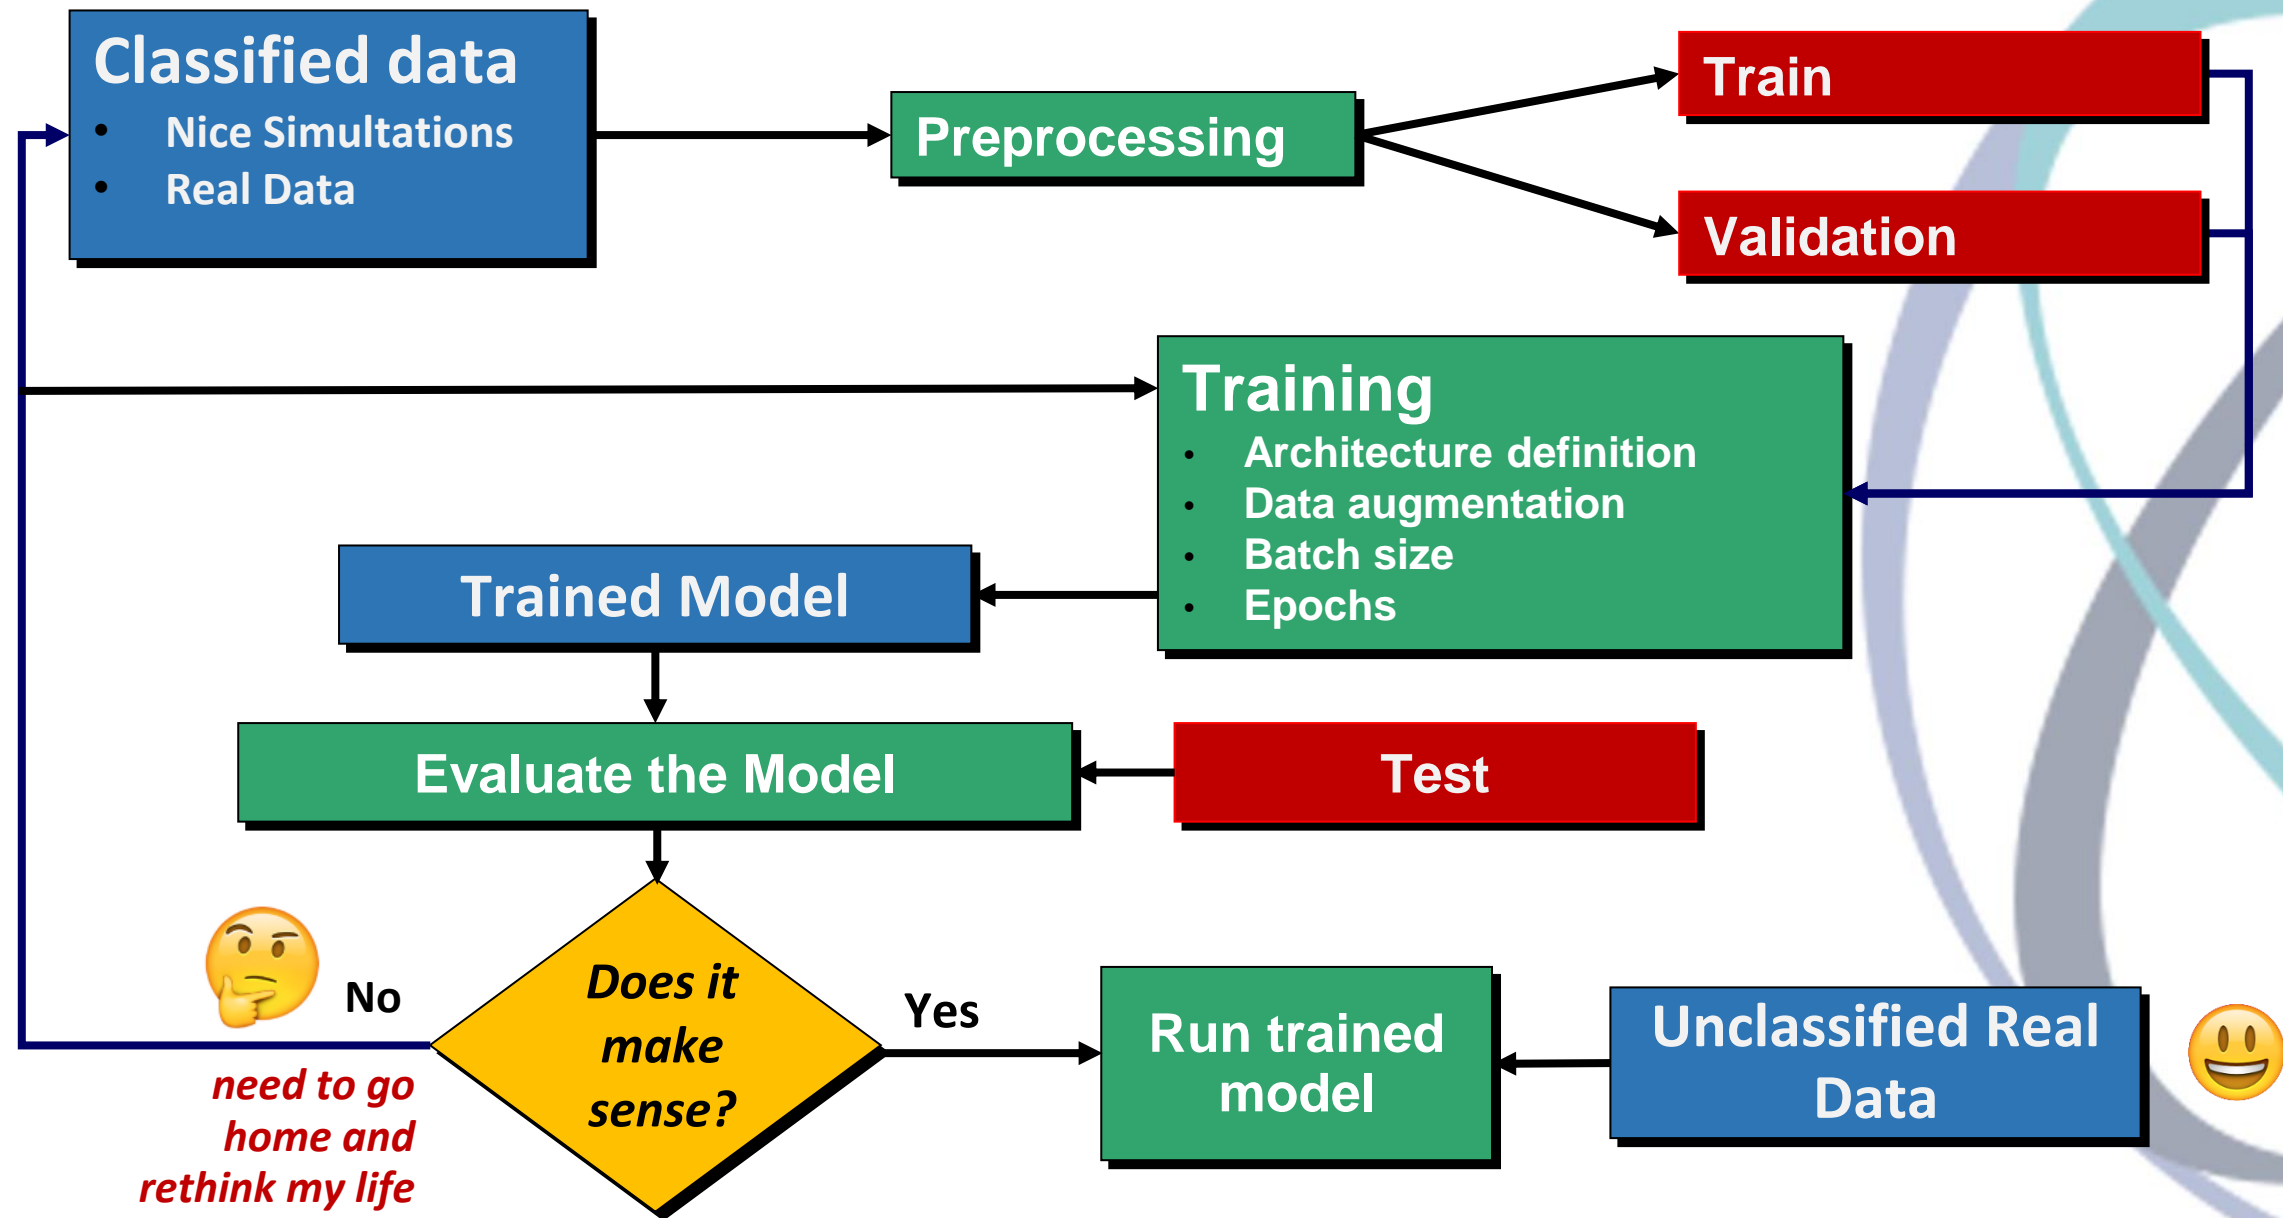 Classified data
• Nice Simultations
• Real Data
Preprocessing
Train
Validation
Training
• Architecture definition
• Data augmentation
• Batch size
• Epochs
Trained Model
Evaluate the Model
Test
Does it
make
sense?
No
need to go
home and
rethink my life
Yes
Run trained
model
Unclassified Real
Data